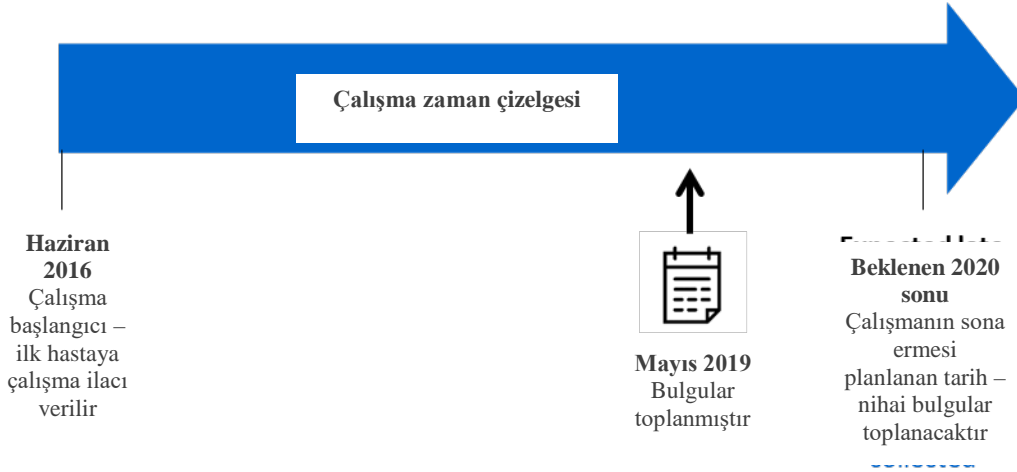 Çalışma zaman çizelgesi
Haziran
2016
Çalışma
başlangıcı –
ilk hastaya
çalışma ilacı
verilir
Mayıs 2019
Bulgular
toplanmıştır
Beklenen 2020
sonu
Çalışmanın sona
ermesi
planlanan tarih –
nihai bulgular
toplanacaktır